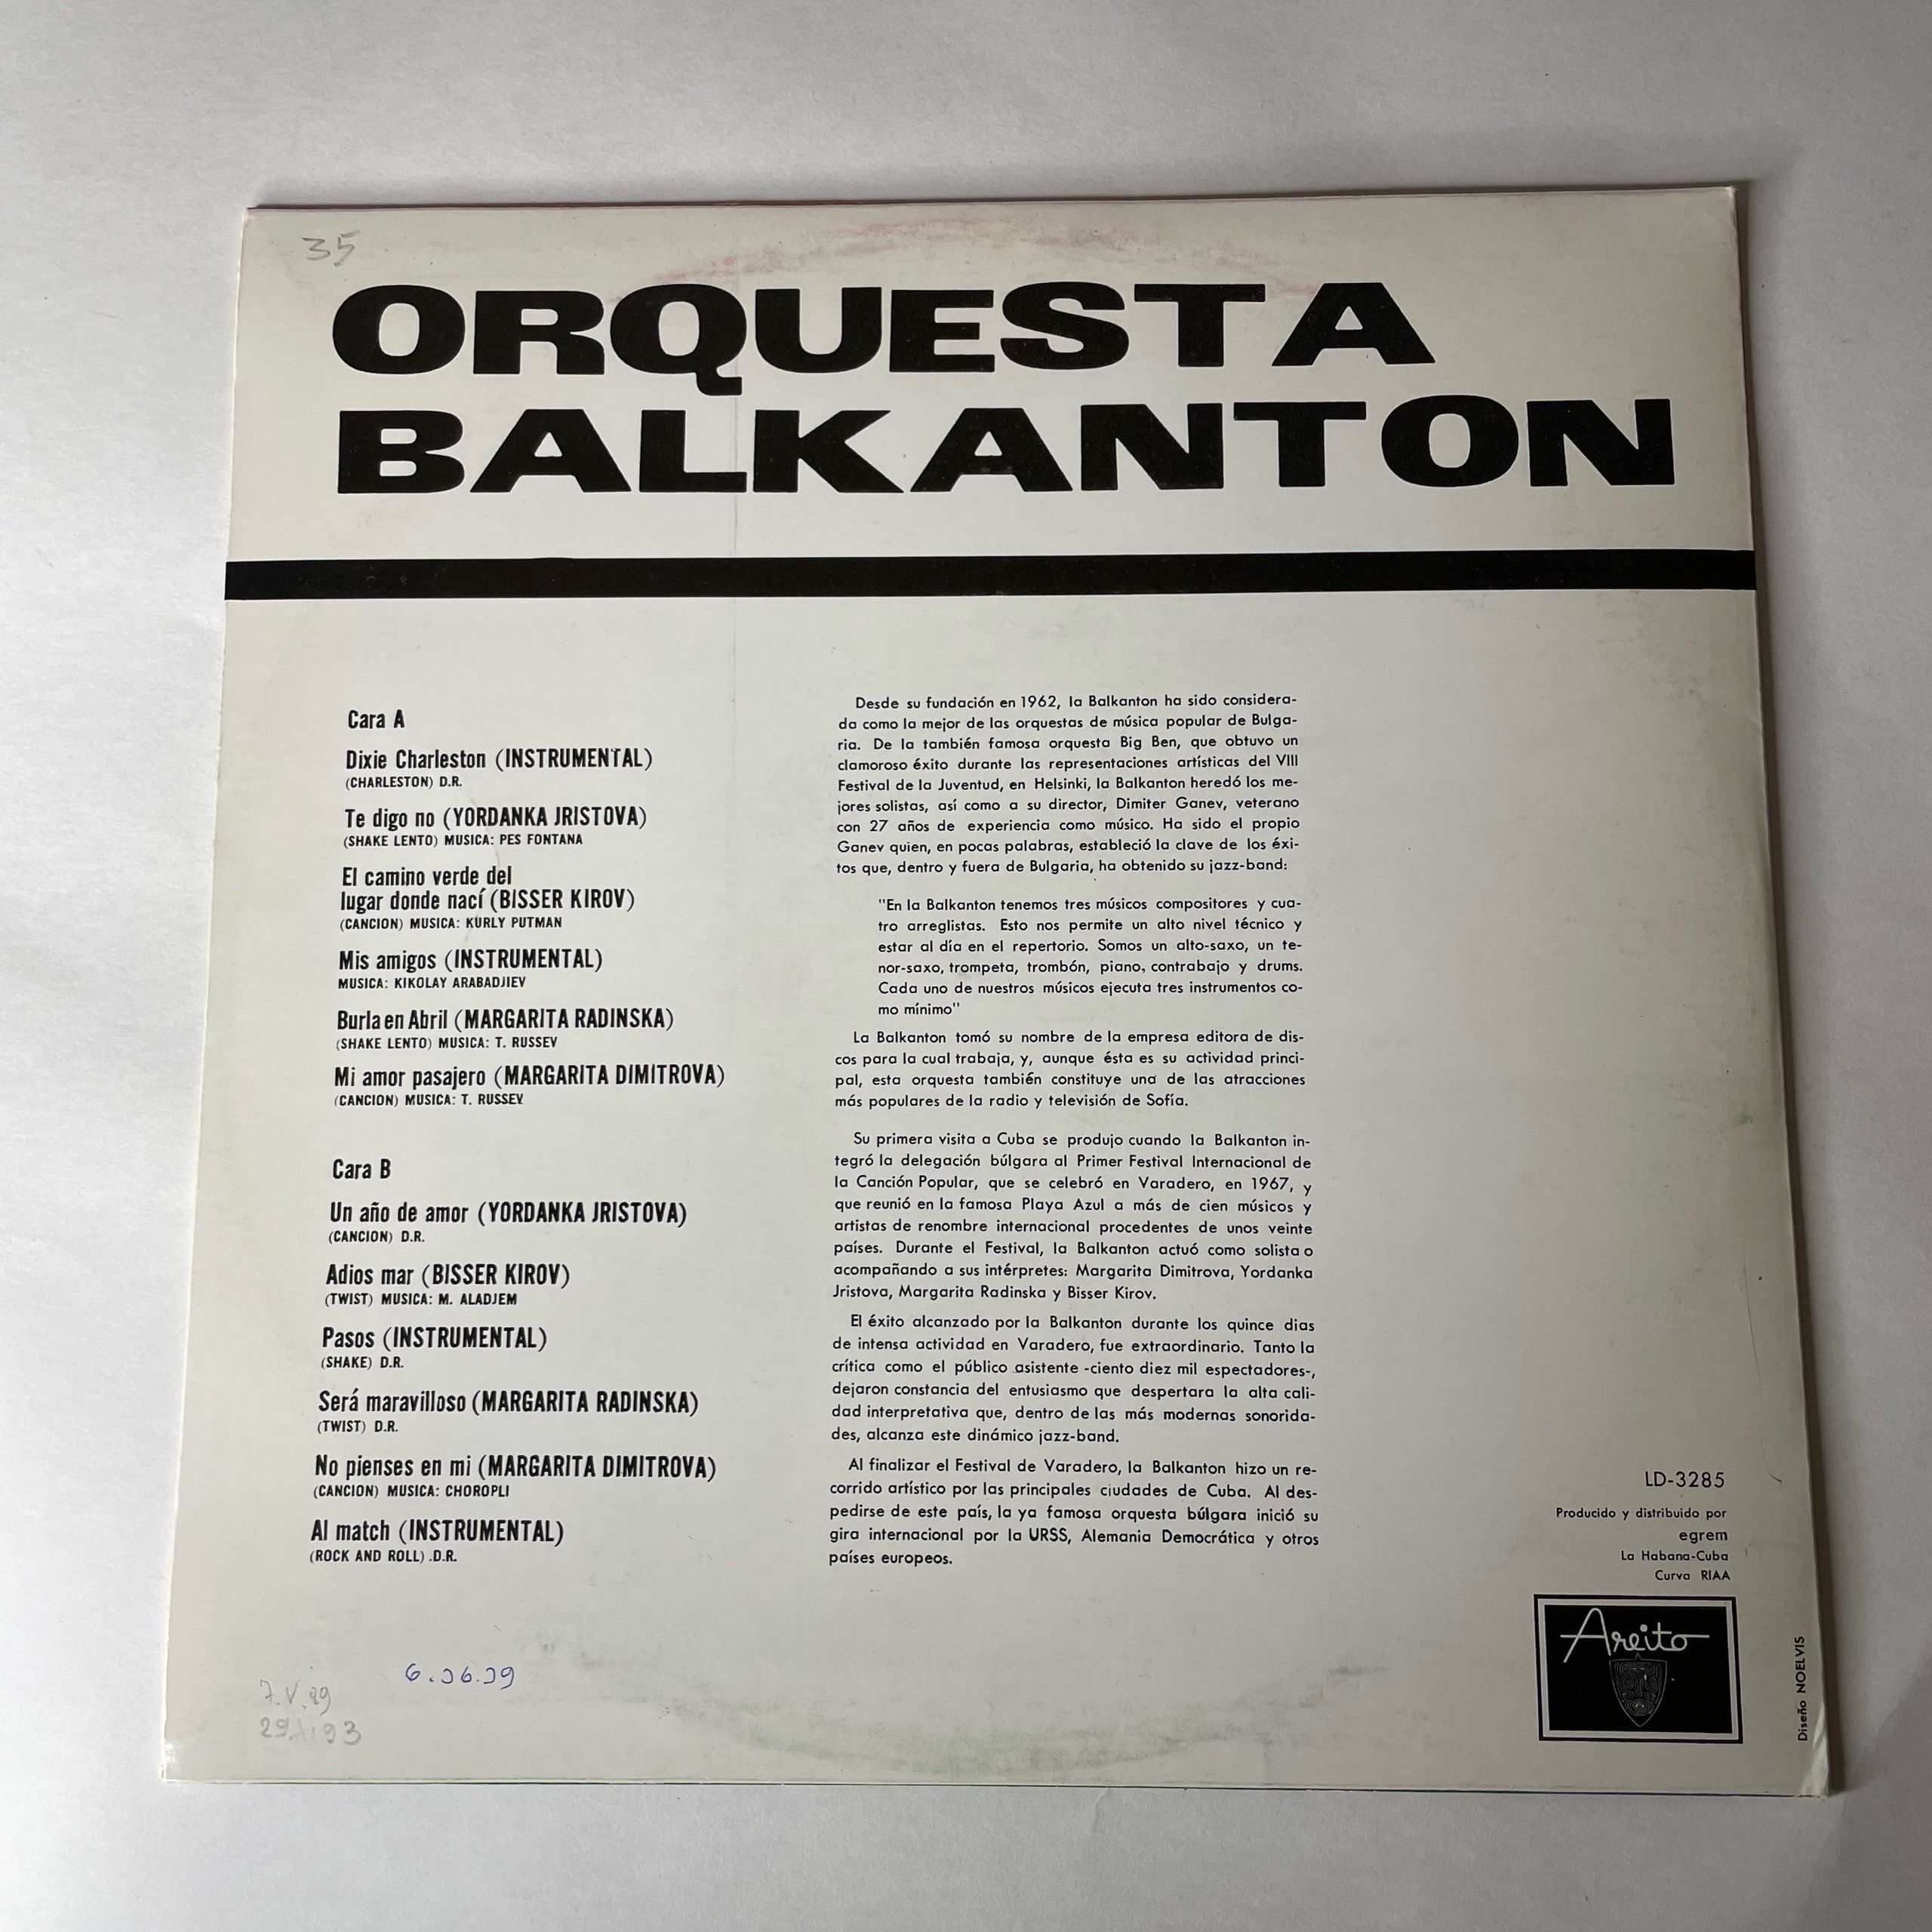 35
ORQUESTA
BALKANTON
Cara A
Dixie Charleston (INSTRUMENTAL)
(CHARLESTON) D.R.
Te digo no (YORDANKA JRISTOVA)
(SHAKE LENTO) MUSICA: PES FONTANA
El camino verde del
lugar donde nací (BISSER KIROV)
(CANCION) MUSICA: KURLY PUTMAN
Mis amigos (INSTRUMENTAL)
MUSICA: KIKOLAY ARABADJIEV
Burla en Abril (MARGARITA RADINSKA)
(SHAKE LENTO) MUSICA: T. RUSSEV
Mi amor pasajero (MARGARITA DIMITROVA)
(CANCION) MUSICA: T. RUSSEV
Cara B
Un año de amor (YORDANKA JRISTOVA)
(CANCION) D.R.
Adios mar (BISSER KIROV)
(TWIST) MUSICA: M. ALADJEM
Pasos (INSTRUMENTAL)
(SHAKE) D.R.
Será maravilloso (MARGARITA RADINSKA)
(TWIST) D.R.
No pienses en mi (MARGARITA DIMITROVA)
(CANCION) MUSICA: CHOROPLI
Al match (INSTRUMENTAL)
(ROCK AND ROLL) .D.R.
Desde su fundación en 1962, la Balkanton ha sido considera-
da como la mejor de las orquestas de música popular de Bulga-
ria. De la también famosa orquesta Big Ben, que obtuvo un
clamoroso éxito durante las representaciones artísticas del VIII
Festival de la Juventud, en Helsinki, la Balkanton heredó los me-
jores solistas, así como a su director, Dimiter Ganev, veterano
con 27 años de experiencia como músico. Ha sido el propio
Ganev quien, en pocas palabras, estableció la clave de los éxi-
tos que, dentro y fuera de Bulgaria, ha obtenido su jazz-band:
"En la Balkanton tenemos tres músicos compositores y cua-
tro arreglistas. Esto nos permite un alto nivel técnico y
estar al día en el repertorio. Somos un alto-saxo, un te-
nor-saxo, trompeta, trombón, piano, contrabajo y drums.
Cada uno de nuestros músicos ejecuta tres instrumentos co-
mo mínimo"
La Balkanton tomó su nombre de la empresa editora de dis-
cos para la cual trabaja, y, aunque ésta es su actividad princi-
pal, esta orquesta también constituye una de las atracciones
más populares de la radio y televisión de Sofía.
Su primera visita a Cuba se produjo cuando la Balkanton in-
tegró la delegación búlgara al Primer Festival Internacional de
la Canción Popular, que se celebró en Varadero, en 1967, y
que reunió en la famosa Playa Azul a más de cien músicos y
artistas de renombre internacional procedentes de unos veinte
países. Durante el Festival, la Balkanton actuó como solista o
acompañando a sus intérpretes: Margarita Dimitrova, Yordanka
Jristova, Margarita Radinska y Bisser Kirov.
El éxito alcanzado por la Balkanton durante los quince dias
de intensa actividad en Varadero, fue extraordinario. Tanto la
crítica como el público asistente -ciento diez mil espectadores-,
dejaron constancia del entusiasmo que despertara la alta cali-
dad interpretativa que, dentro de las más modernas sonorida-
des, alcanza este dinámico jazz-band.
Al finalizar el Festival de Varadero, la Balkanton hizo un re-
corrido artístico por las principales ciudades de Cuba. Al des-
pedirse de este país, la ya famosa orquesta búlgara inició su
gira internacional por la URSS, Alemania Democrática y otros
países europeos.
LD-3285
Producido y distribuido por
egrem
La Habana-Cuba
Curva RIAA
Areito
Diseño NOELVIS
7.V.89